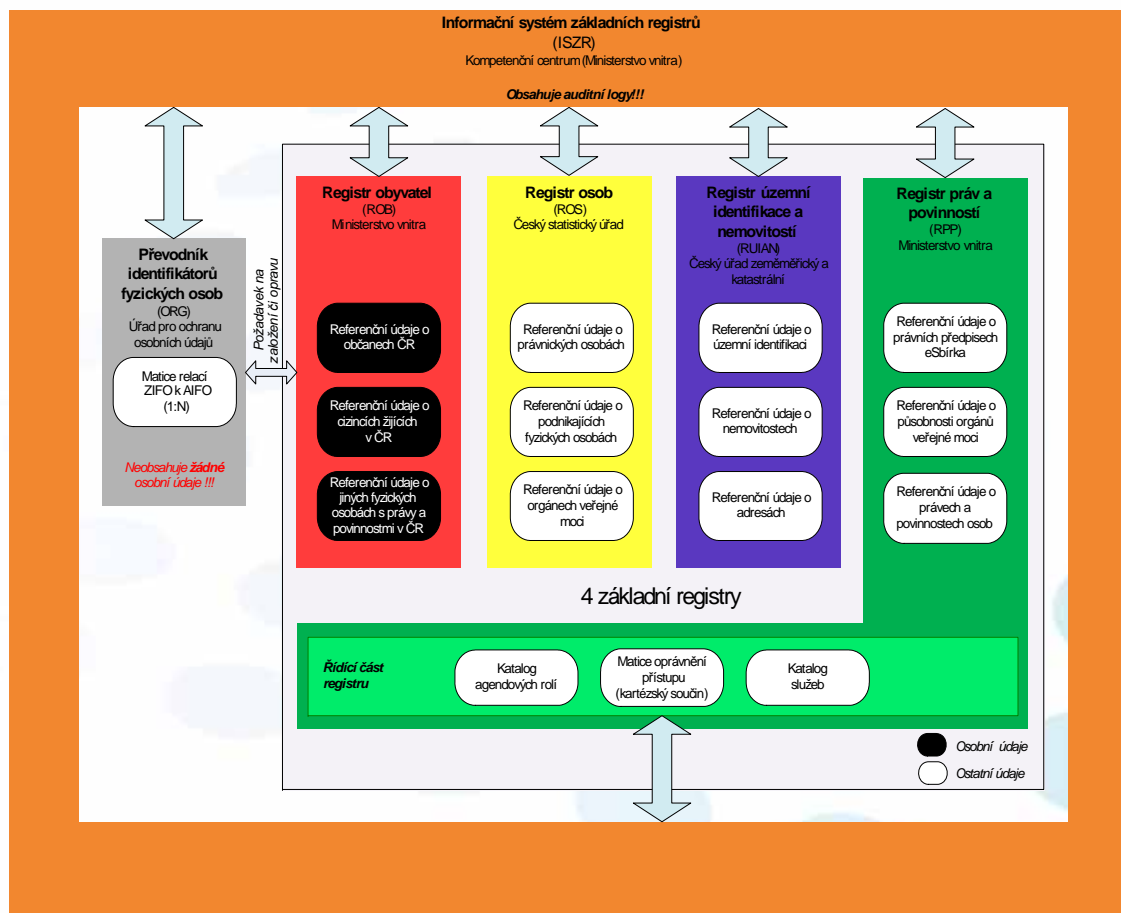 Informační systém základních registrů
(ISZR)
Kompetenční centrum (Ministerstvo vnitra)
Obsahuje auditní logy!!!
Převodník
identifikátorů
fyzických osob
(ORG)
Úřad pro ochranu
osobních údajů
Matice relací
ZIFO k AIFO
(1:N)
Neobsahuje žádné
osobní údaje !!!
Požadavek na
založení či opravu
Registr obyvatel
(ROB)
Ministerstvo vnitra
Referenční údaje o
občanech ČR
Referenční údaje o
cizincích žijících
v ČR
Referenční údaje o
jiných fyzických
osobách s právy a
povinnostmi v ČR
Registr osob
(ROS)
Český statistický úřad
Referenční údaje o
právnických osobách
Referenční údaje o
podnikajících
fyzických osobách
Referenční údaje o
orgánech veřejné
moci
Registr územní
identifikace a
nemovitostí
(RUIAN)
Český úřad zeměměřický a
katastrální
Referenční údaje o
územní identifikaci
Referenční údaje o
nemovitostech
Referenční údaje o
adresách
Registr práv a
povinností
(RPP)
Ministerstvo vnitra
Referenční údaje o
právních předpisech
eSbírka
Referenční údaje o
působnosti orgánů
veřejné moci
Referenční údaje o
právech a
povinnostech osob
4 základní registry
Řídící část
registru
Katalog
agendových rolí
Matice oprávnění
přístupu
(kartézský součin)
Katalog
služeb
Osobní údaje
Ostatní údaje